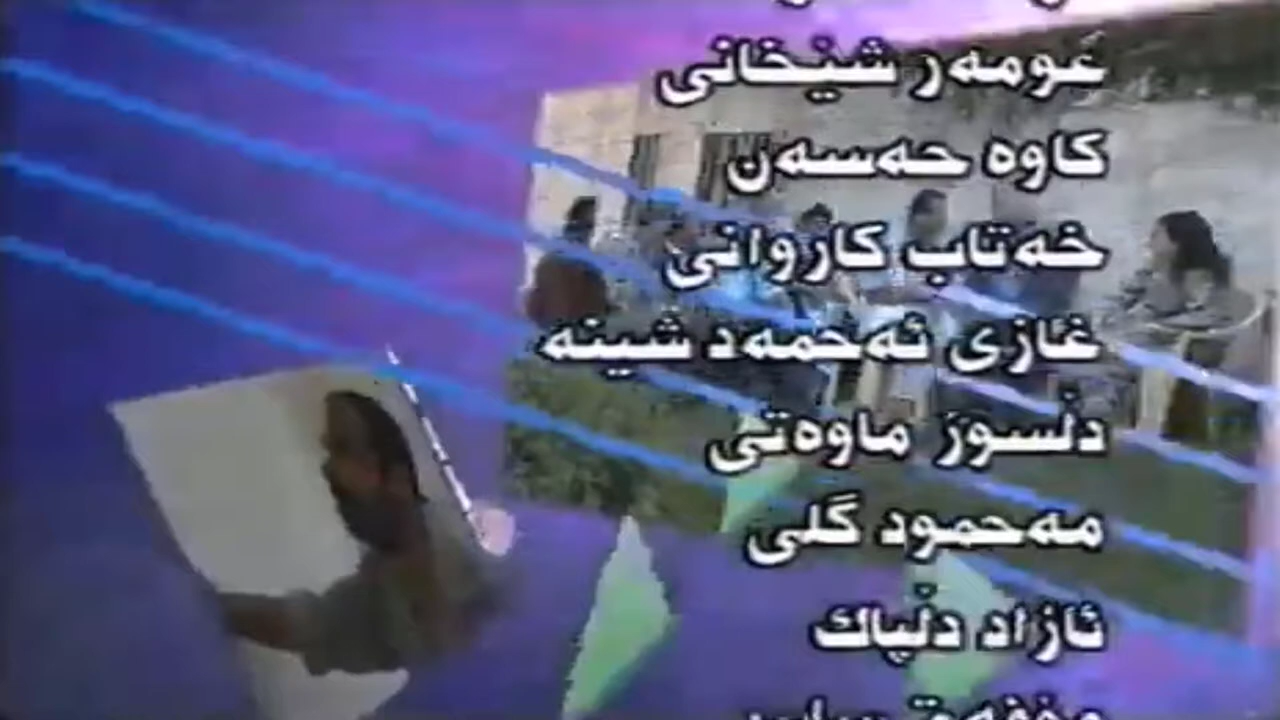 عومەر شێخانی
کاوە حەسەن
خەتاب کاروانی
غازی ئەحمەد شینە
دڵسۆز ماوەتی
مەحمود گلی
ئازاد دڵپاك